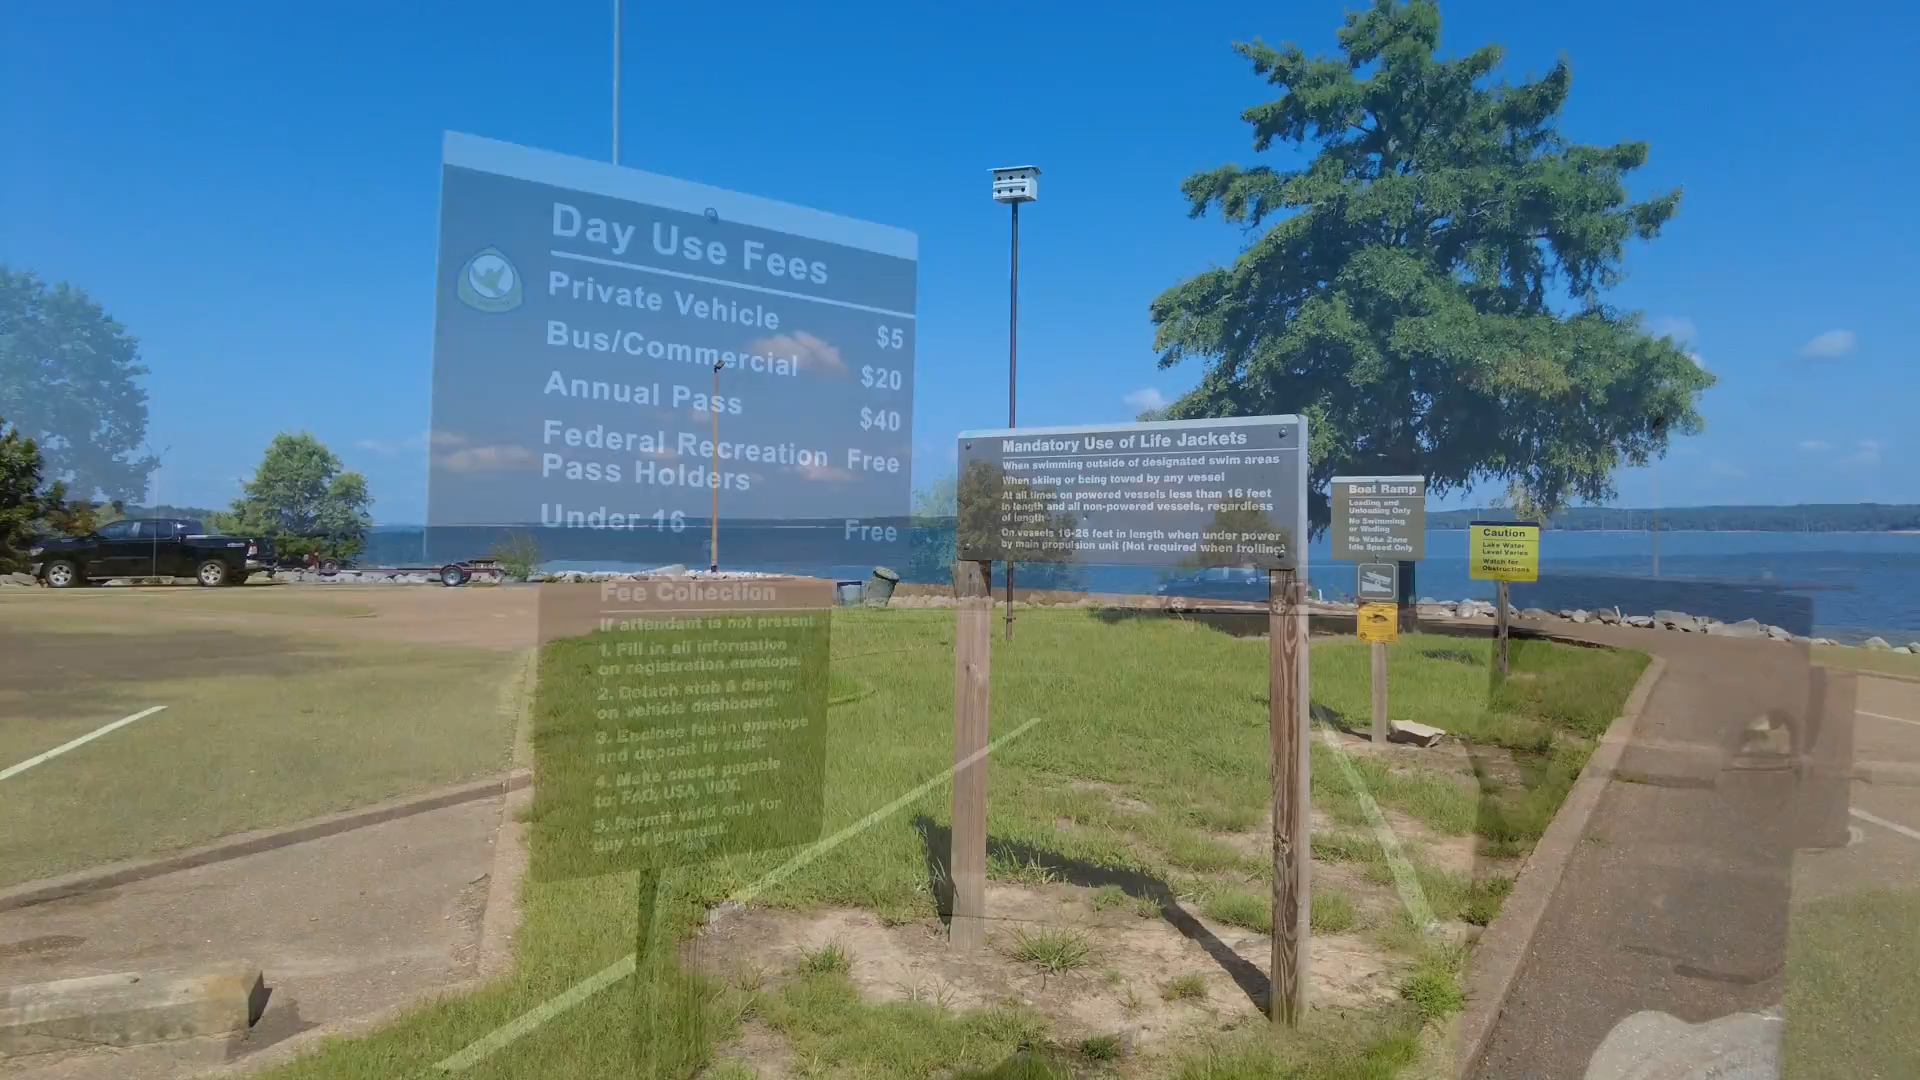 Day Use Fees
Private Vehicle $5
Bus/Commercial $20
Annual Pass $40
Federal Recreation
Pass Holders Free
Under 16 Free
Fee Collection
If attendant is not present
1. Fill in all information
on registration envelope.
2. Detach stub & display
on vehicle dashboard.
3. Enclose fee in envelope
and deposit in vault.
4. Make check payable
to: FAO, USA, VDX.
5. Permit valid only for
day of payment.
Mandatory Use of Life Jackets
When swimming outside of designated swim areas
When skiing or being towed by any vessel
At all times on powered vessels less than 16 feet
in length and all non-powered vessels, regardless
of length
On vessels 16-26 feet in length when under power
by main propulsion unit (Not required when trolling)
Boat Ramp
Loading and
Unloading Only
No Swimming
or Wading
No Wake Zone
Idle Speed Only
Caution
Lake Water
Level Varies
Watch for
Obstructions